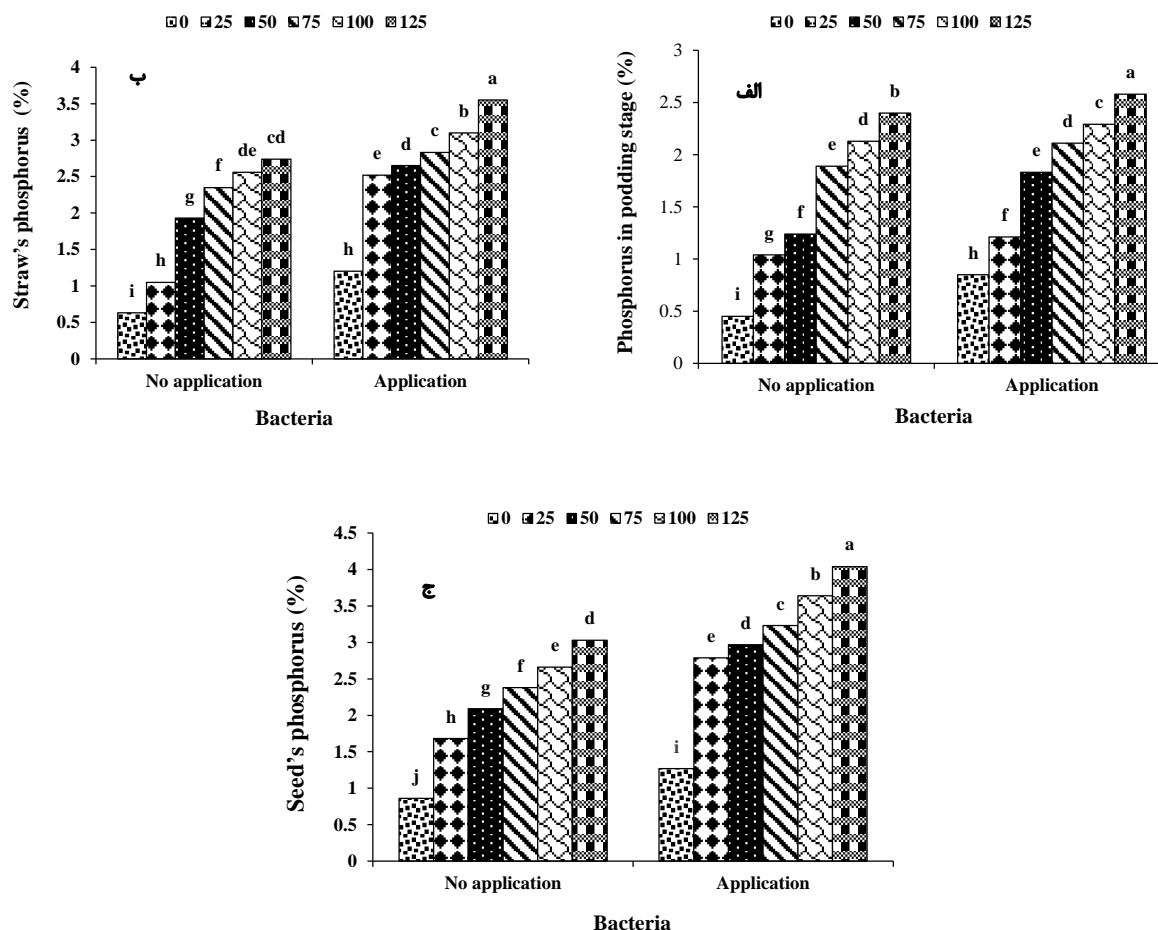 0 25 50 75 100 125
Straw's phosphorus (%)
4
3.5
3
2.5
2
1.5
1
0.5
0
ب
i h g f de cd
h e d c b a
No application Application
Bacteria
0 25 50 75 100 125
Phosphorus in podding stage (%)
3
2.5
2
1.5
1
0.5
0
الف
i g f e d b
h f e d c a
No application Application
Bacteria
0 25 50 75 100 125
Seed's phosphorus (%)
4.5
4
3.5
3
2.5
2
1.5
1
0.5
0
ج
j h g f e d
i e d c b a
No application Application
Bacteria